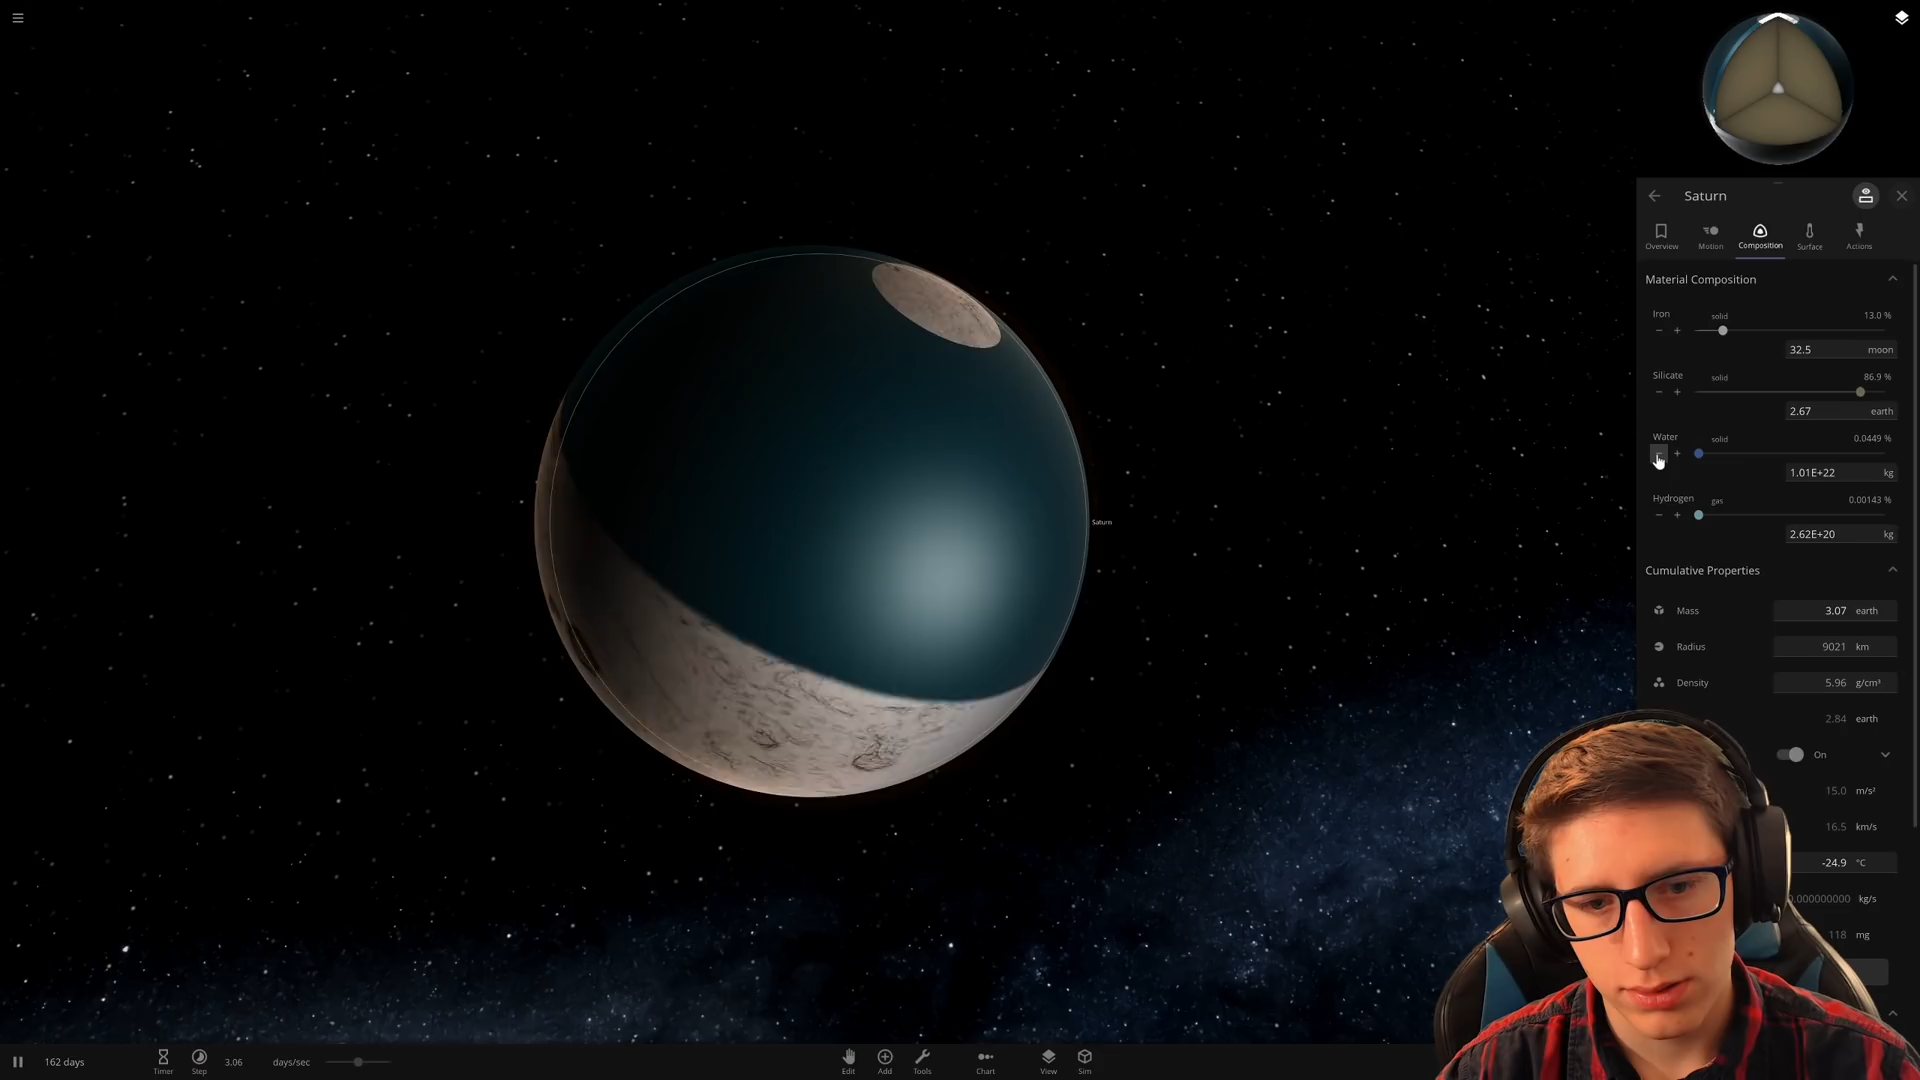 Saturn
Overview
Motion
Composition
Surface
Actions
Material Composition
Iron
solid
13.0 %
− +
32.5 moon
Silicate
solid
86.9 %
− +
2.67 earth
Water
solid
0.0449 %
+
1.01E+22 kg
Hydrogen
gas
0.00143 %
− +
2.62E+20 kg
Cumulative Properties
Mass 3.07 earth
Radius 9021 km
Density 5.96 g/cm³
2.84 earth
On
15.0 m/s²
16.5 km/s
-24.9 °C
.000000000 kg/s
118 mg
Saturn
162 days
Timer
Step
3.06 days/sec
Edit
Add
Tools
Chart
View
Sim